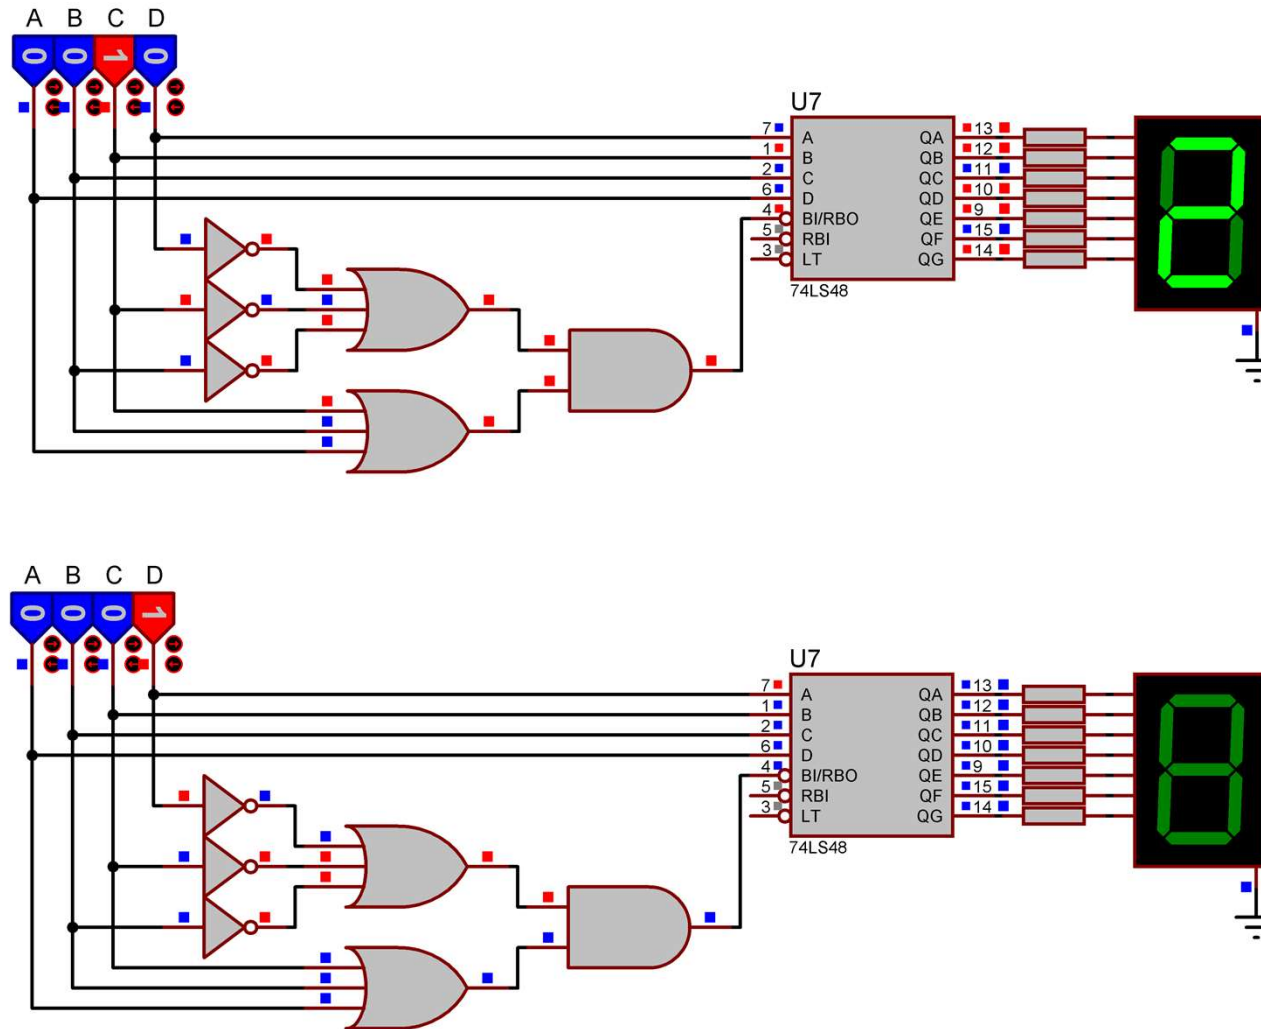 A B C D
0 0 1 0
U7
7 A QA 13
1 B QB 12
2 C QC 11
6 D QD 10
4 BI/RBO QE 9
5 RBI QF 15
3 LT QG 14
74LS48
A B C D
0 0 0 1
U7
7 A QA 13
1 B QB 12
2 C QC 11
6 D QD 10
4 BI/RBO QE 9
5 RBI QF 15
3 LT QG 14
74LS48